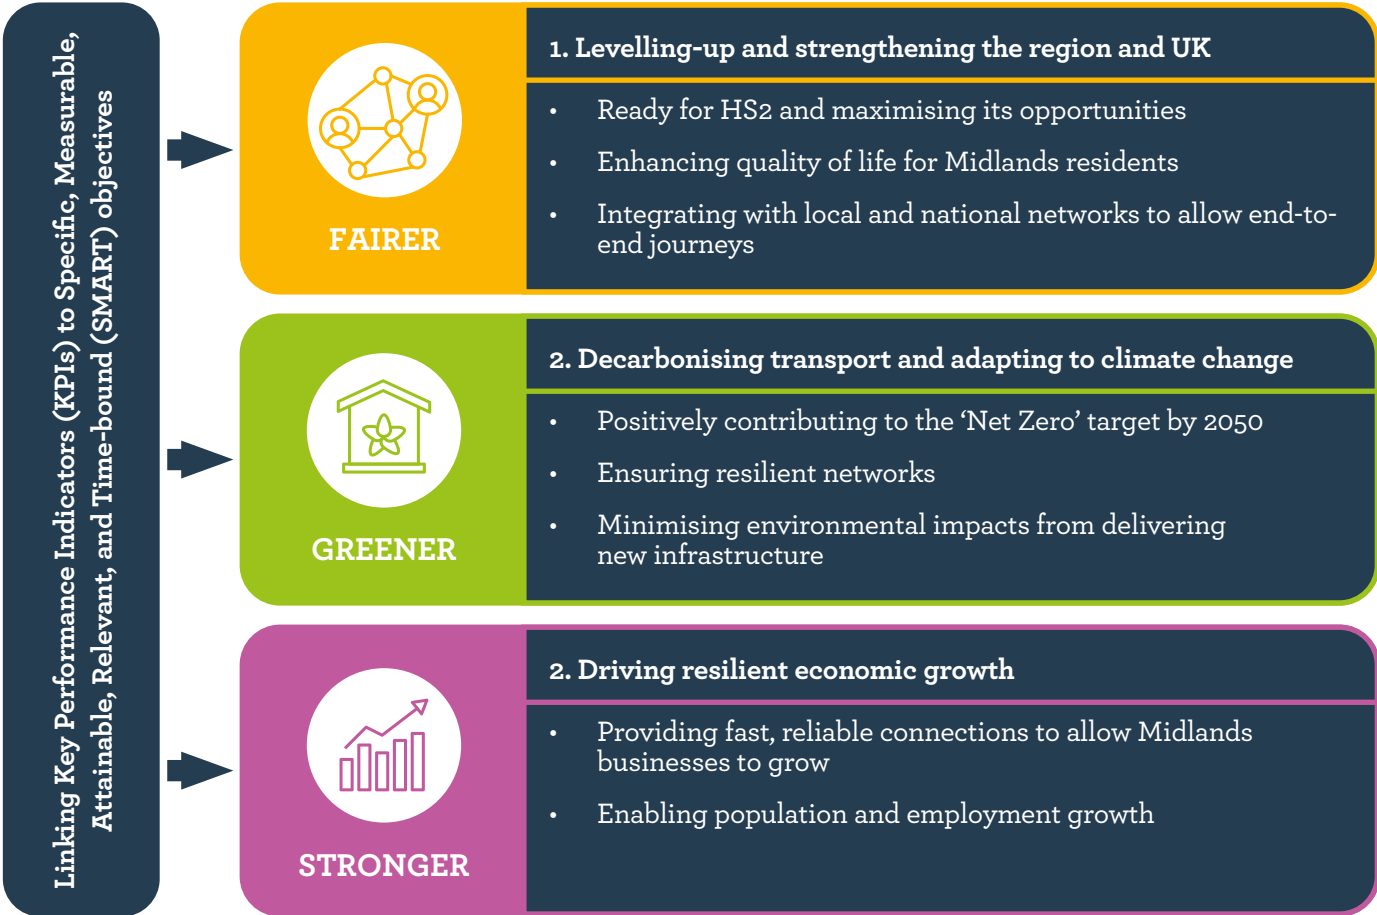 Linking Key Performance Indicators (KPIs) to Specific, Measurable,
Attainable, Relevant, and Time-bound (SMART) objectives
FAIRER
1. Levelling-up and strengthening the region and UK
• Ready for HS2 and maximising its opportunities
• Enhancing quality of life for Midlands residents
• Integrating with local and national networks to allow end-to-
end journeys
GREENER
2. Decarbonising transport and adapting to climate change
• Positively contributing to the ‘Net Zero’ target by 2050
• Ensuring resilient networks
• Minimising environmental impacts from delivering
new infrastructure
STRONGER
2. Driving resilient economic growth
• Providing fast, reliable connections to allow Midlands
businesses to grow
• Enabling population and employment growth